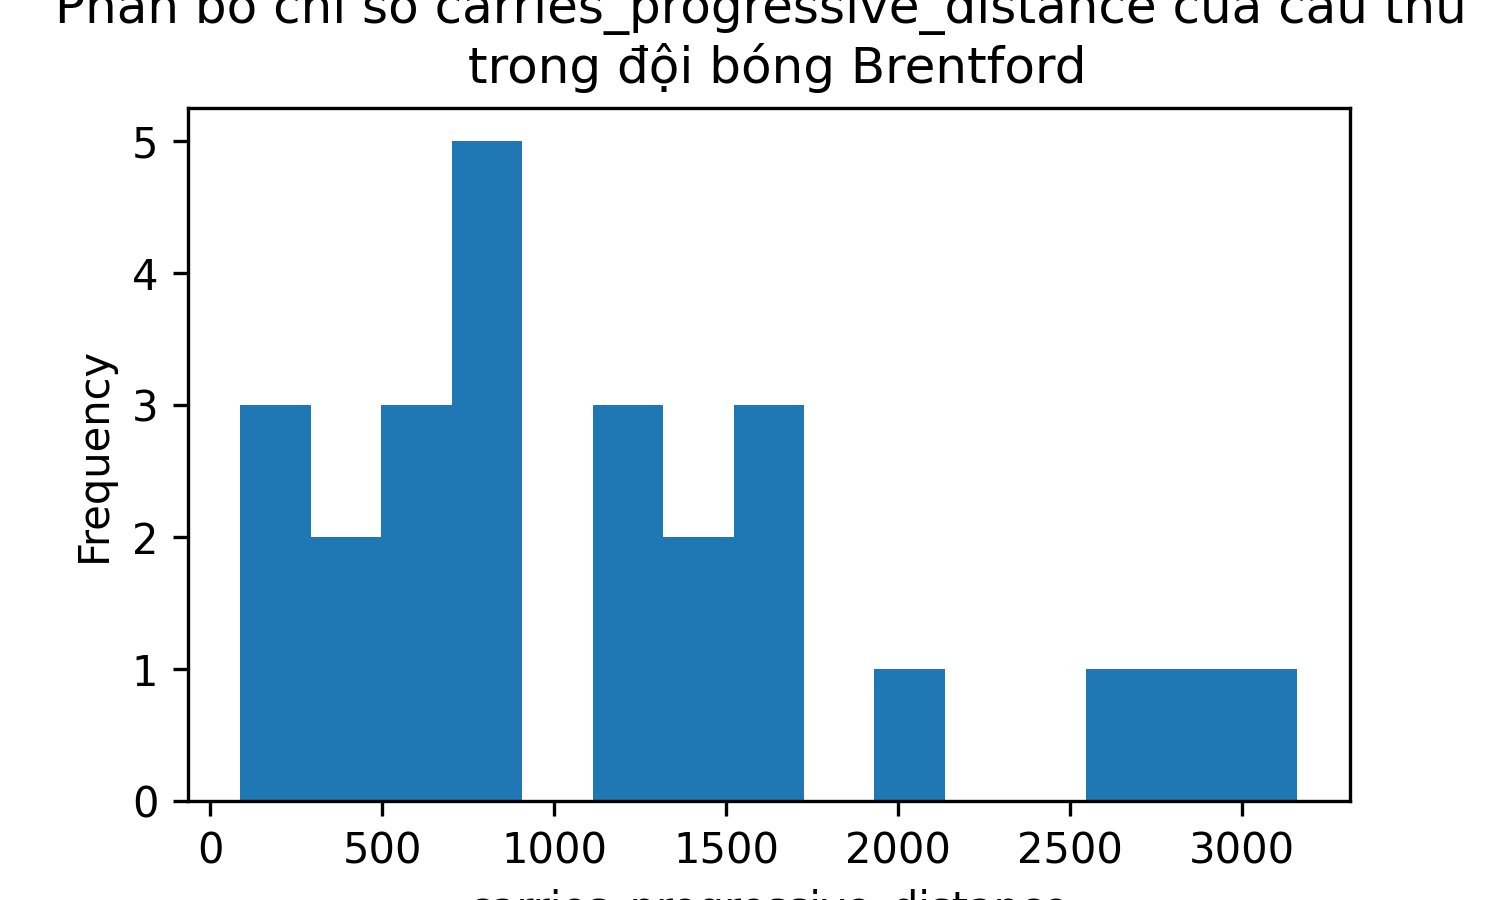 Phân bố chỉ số carries_progressive_distance của cầu thủ
trong đội bóng Brentford
5
4
3
2
1
0
Frequency
0 500 1000 1500 2000 2500 3000
carries_progressive_distance